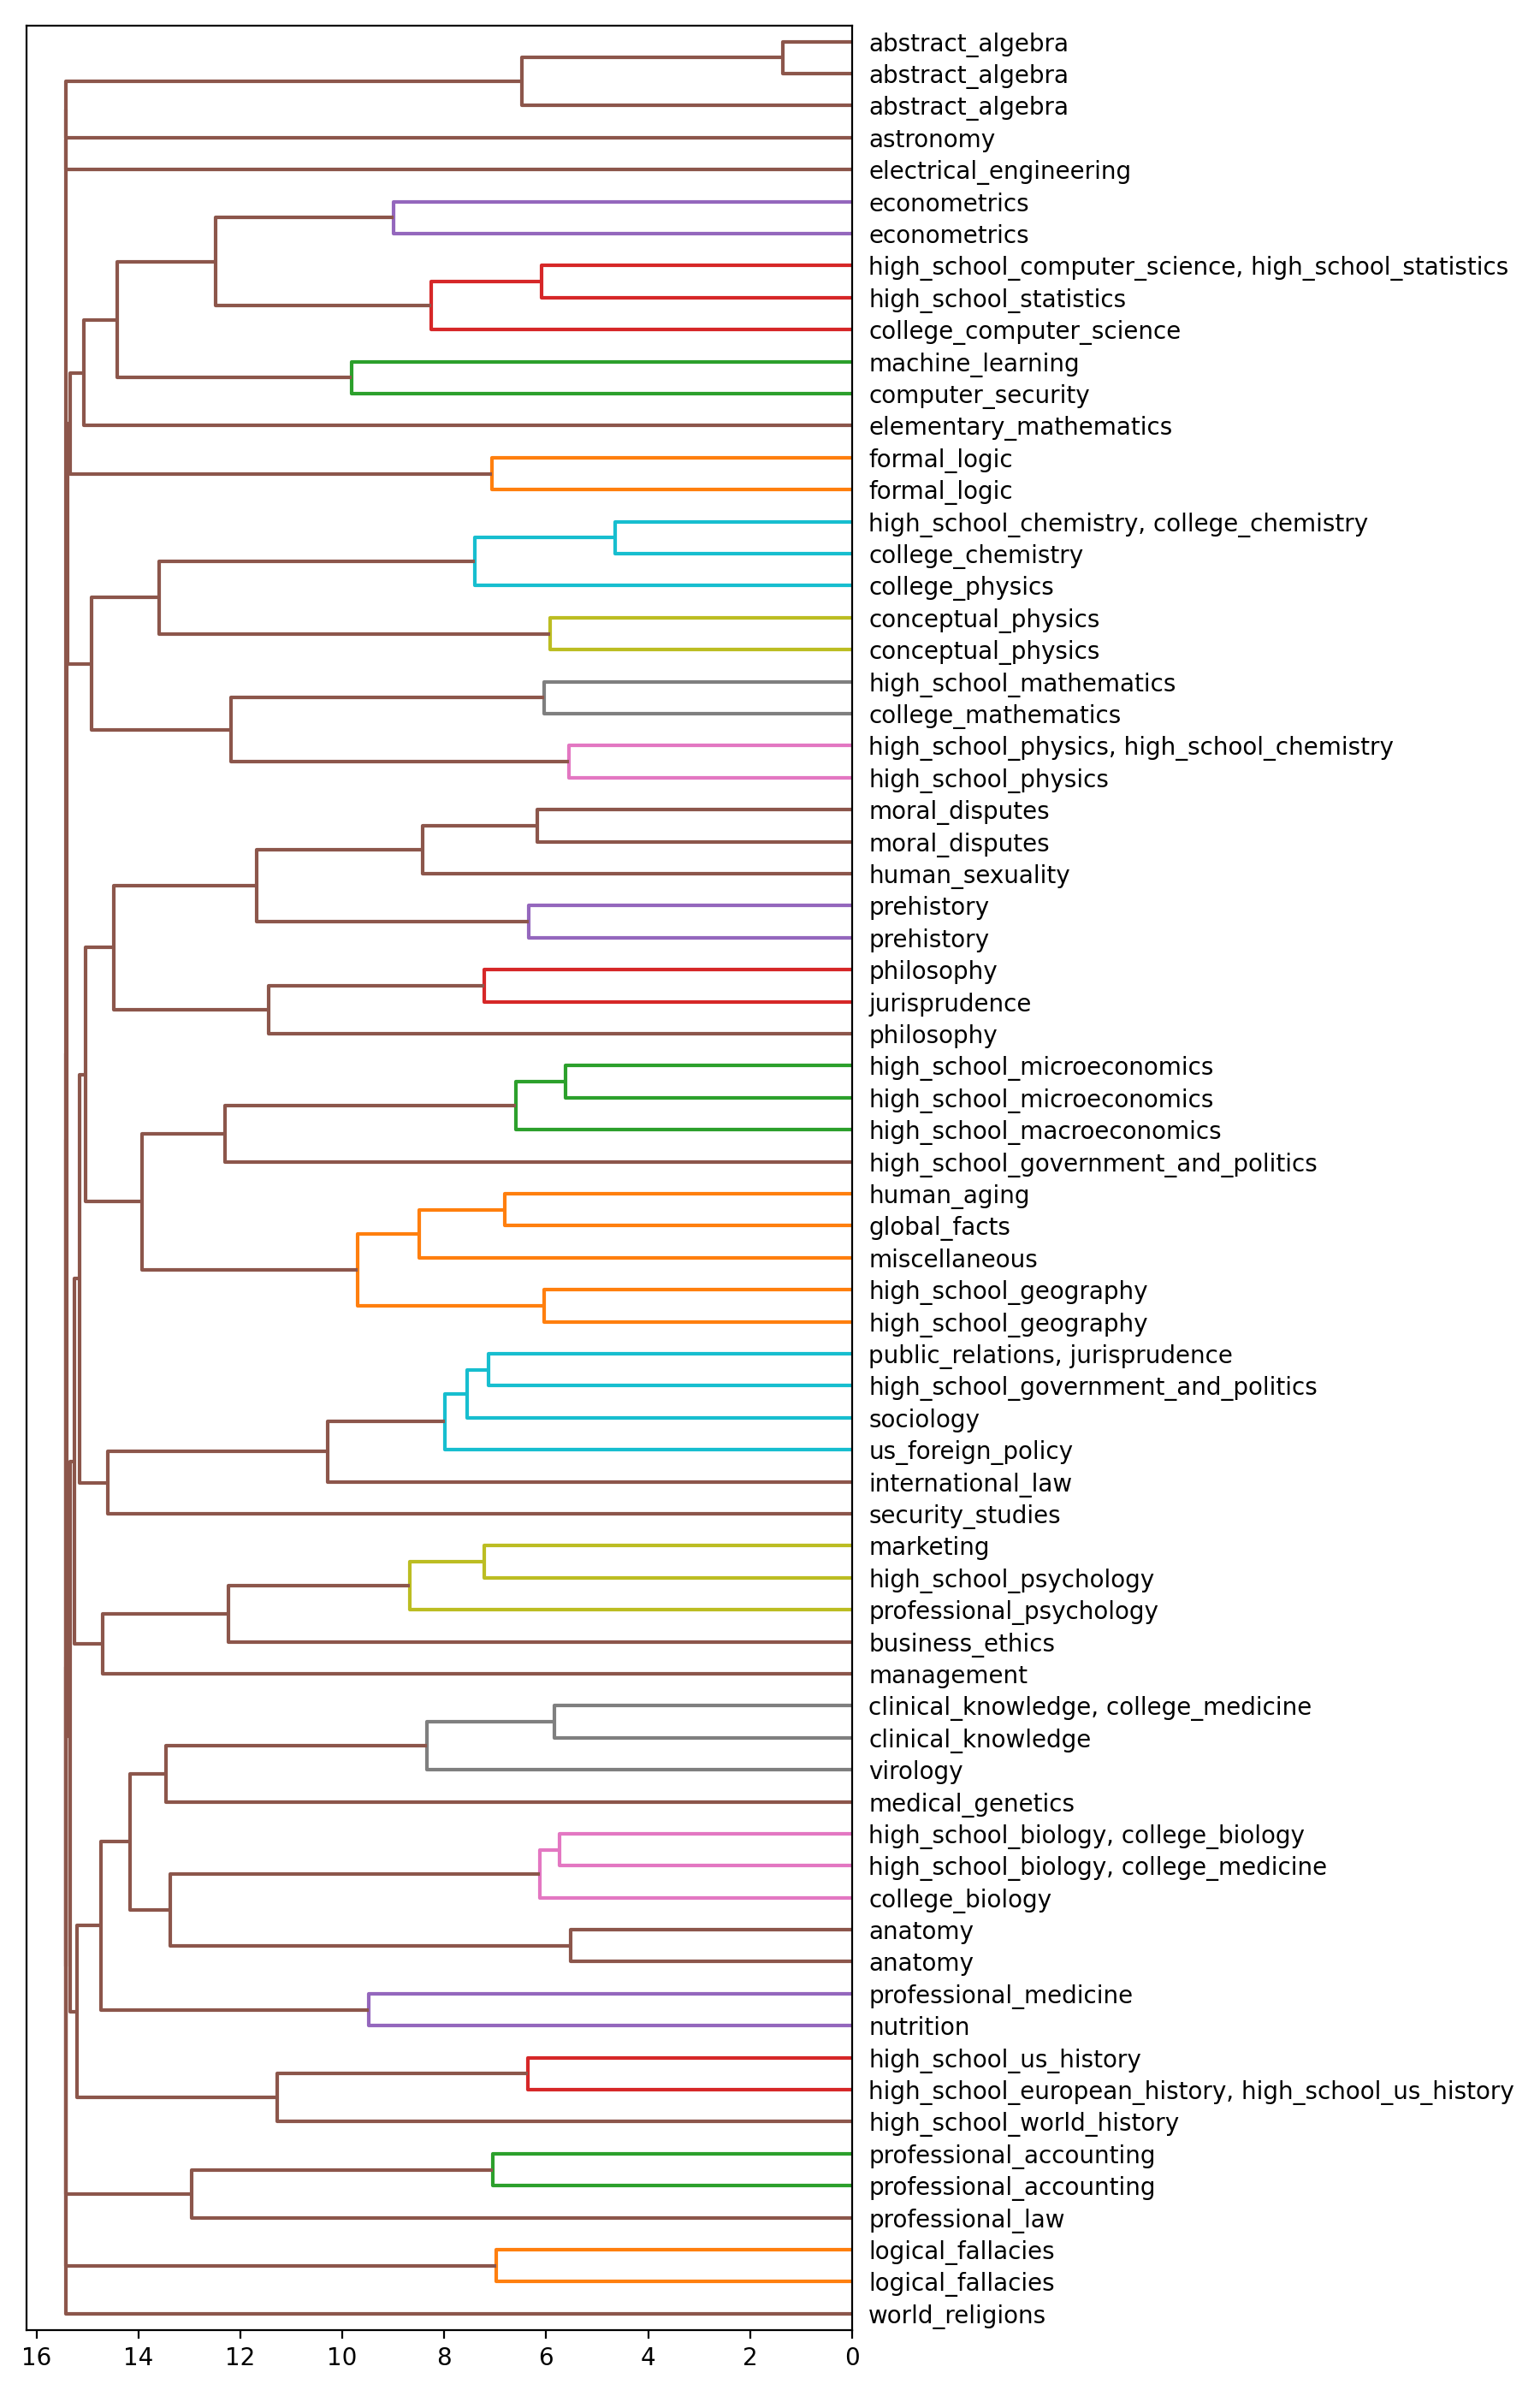 abstract_algebra
abstract_algebra
abstract_algebra
astronomy
electrical_engineering
econometrics
econometrics
high_school_computer_science, high_school_statistics
high_school_statistics
college_computer_science
machine_learning
computer_security
elementary_mathematics
formal_logic
formal_logic
high_school_chemistry, college_chemistry
college_chemistry
college_physics
conceptual_physics
conceptual_physics
high_school_mathematics
college_mathematics
high_school_physics, high_school_chemistry
high_school_physics
moral_disputes
moral_disputes
human_sexuality
prehistory
prehistory
philosophy
jurisprudence
philosophy
high_school_microeconomics
high_school_microeconomics
high_school_macroeconomics
high_school_government_and_politics
human_aging
global_facts
miscellaneous
high_school_geography
high_school_geography
public_relations, jurisprudence
high_school_government_and_politics
sociology
us_foreign_policy
international_law
security_studies
marketing
high_school_psychology
professional_psychology
business_ethics
management
clinical_knowledge, college_medicine
clinical_knowledge
virology
medical_genetics
high_school_biology, college_biology
high_school_biology, college_medicine
college_biology
anatomy
anatomy
professional_medicine
nutrition
high_school_us_history
high_school_european_history, high_school_us_history
high_school_world_history
professional_accounting
professional_accounting
professional_law
logical_fallacies
logical_fallacies
world_religions
16 14 12 10 8 6 4 2 0